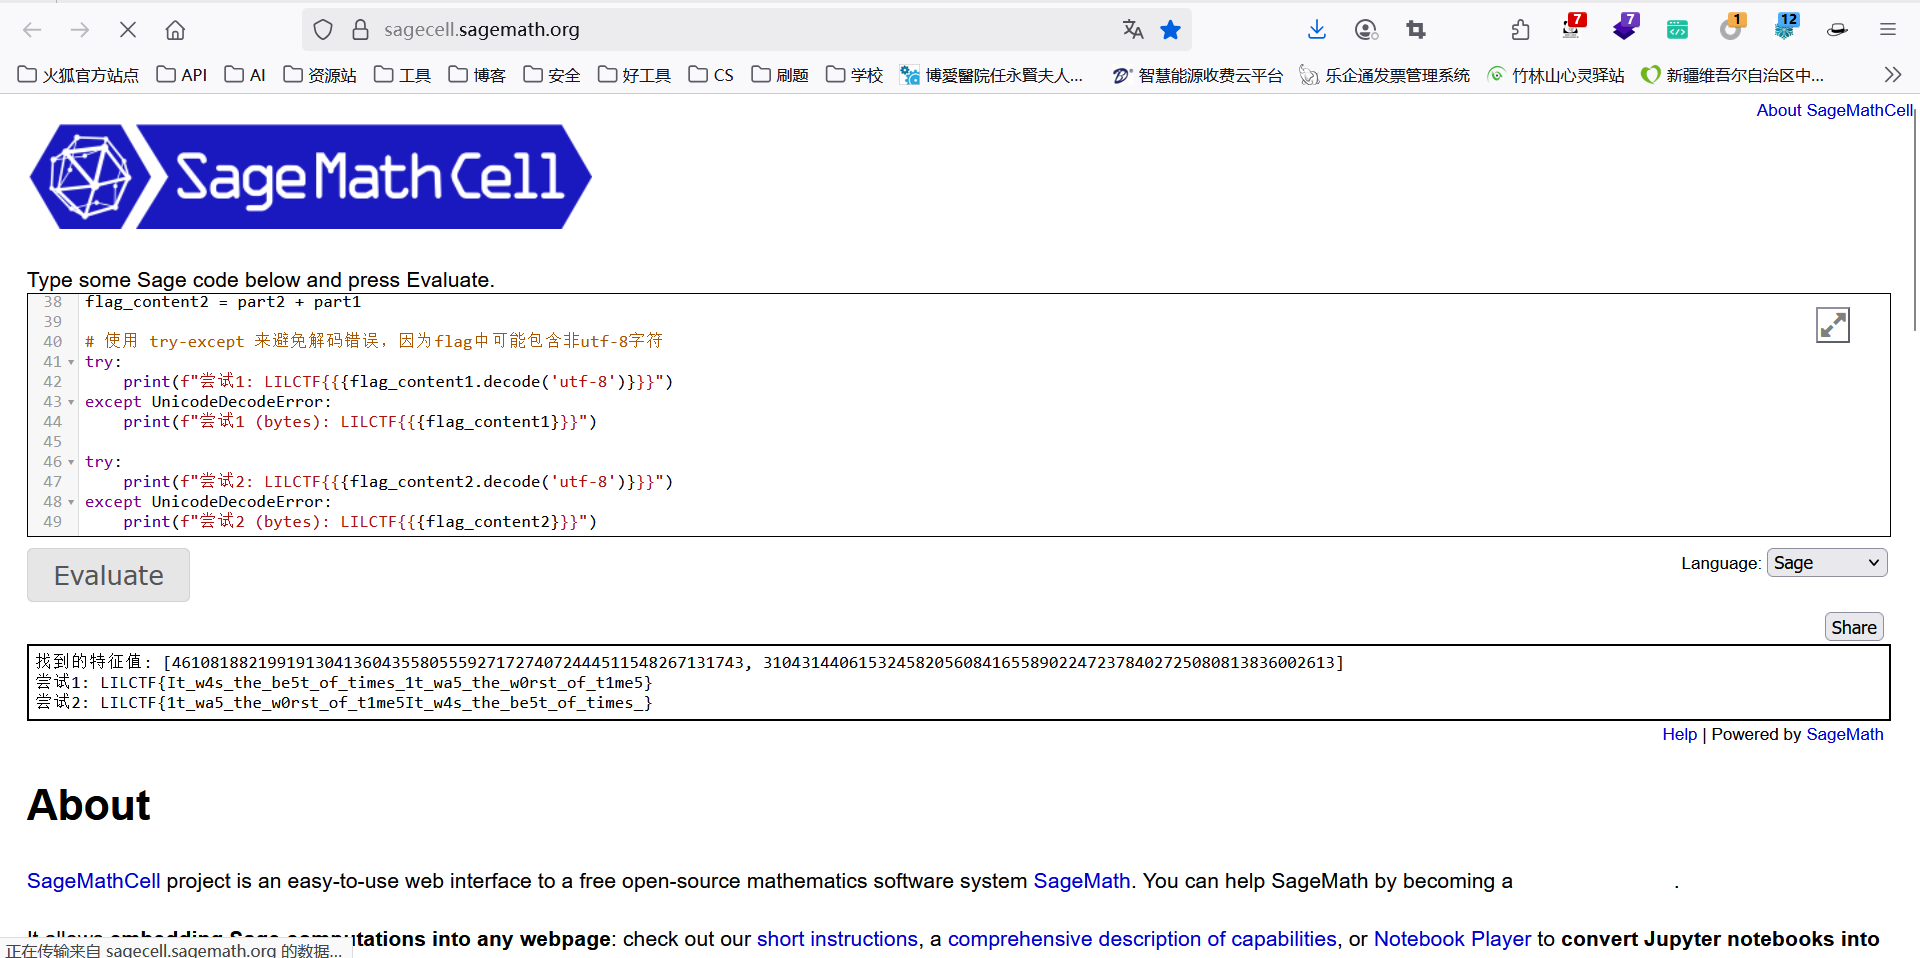 sagecell.sagemath.org
7
7
1
12
火狐官方站点 API AI 资源站 工具 博客 安全 好工具 CS 刷题 学校 博愛醫院任永賢夫人... 智慧能源收费云平台 乐企通发票管理系统 竹林山心灵驿站 新疆维吾尔自治区中...
About SageMathCell
SageMathCell
Type some Sage code below and press Evaluate.
38 flag_content2 = part2 + part1
39
40 # 使用 try-except 来避免解码错误，因为flag中可能包含非utf-8字符
41 try:
42     print(f"尝试1: LILCTF{{{flag_content1.decode('utf-8')}}}")
43 except UnicodeDecodeError:
44     print(f"尝试1 (bytes): LILCTF{{{flag_content1}}}")
45
46 try:
47     print(f"尝试2: LILCTF{{{flag_content2.decode('utf-8')}}}")
48 except UnicodeDecodeError:
49     print(f"尝试2 (bytes): LILCTF{{{flag_content2}}}")
Evaluate
Language: Sage
Share
找到的特征值: [46108188219919130413604355805559271727407244451154826713174​3, 310431440615324582056084165589022472378402725080813836002613]
尝试1: LILCTF{It_w4s_the_be5t_of_times_1t_wa5_the_w0rst_of_t1me5}
尝试2: LILCTF{1t_wa5_the_w0rst_of_t1me5It_w4s_the_be5t_of_times_}
Help | Powered by SageMath
About
SageMathCell project is an easy-to-use web interface to a free open-source mathematics software system SageMath. You can help SageMath by becoming a .
computations into any webpage: check out our short instructions, a comprehensive description of capabilities, or Notebook Player to convert Jupyter notebooks into
正在传输来自 sagecell.sagemath.org 的数据...